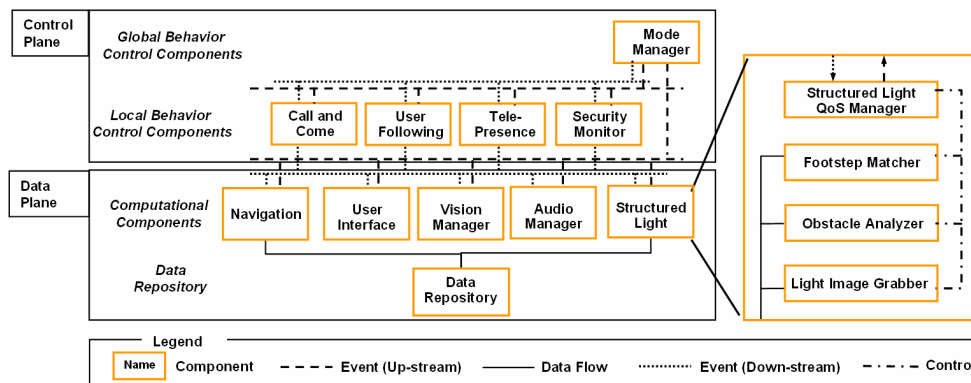 Control
Plane
Global Behavior
Control Components
Mode
Manager
Local Behavior
Control Components
Call and
Come
User
Following
Tele-
Presence
Security
Monitor
Data
Plane
Computational
Components
Navigation
User
Interface
Vision
Manager
Audio
Manager
Structured
Light
Data
Repository
Data
Repository
Structured Light
QoS Manager
Footstep Matcher
Obstacle Analyzer
Light Image Grabber
Legend
Name
Component
Event (Up-stream)
Data Flow
Event (Down-stream)
Control